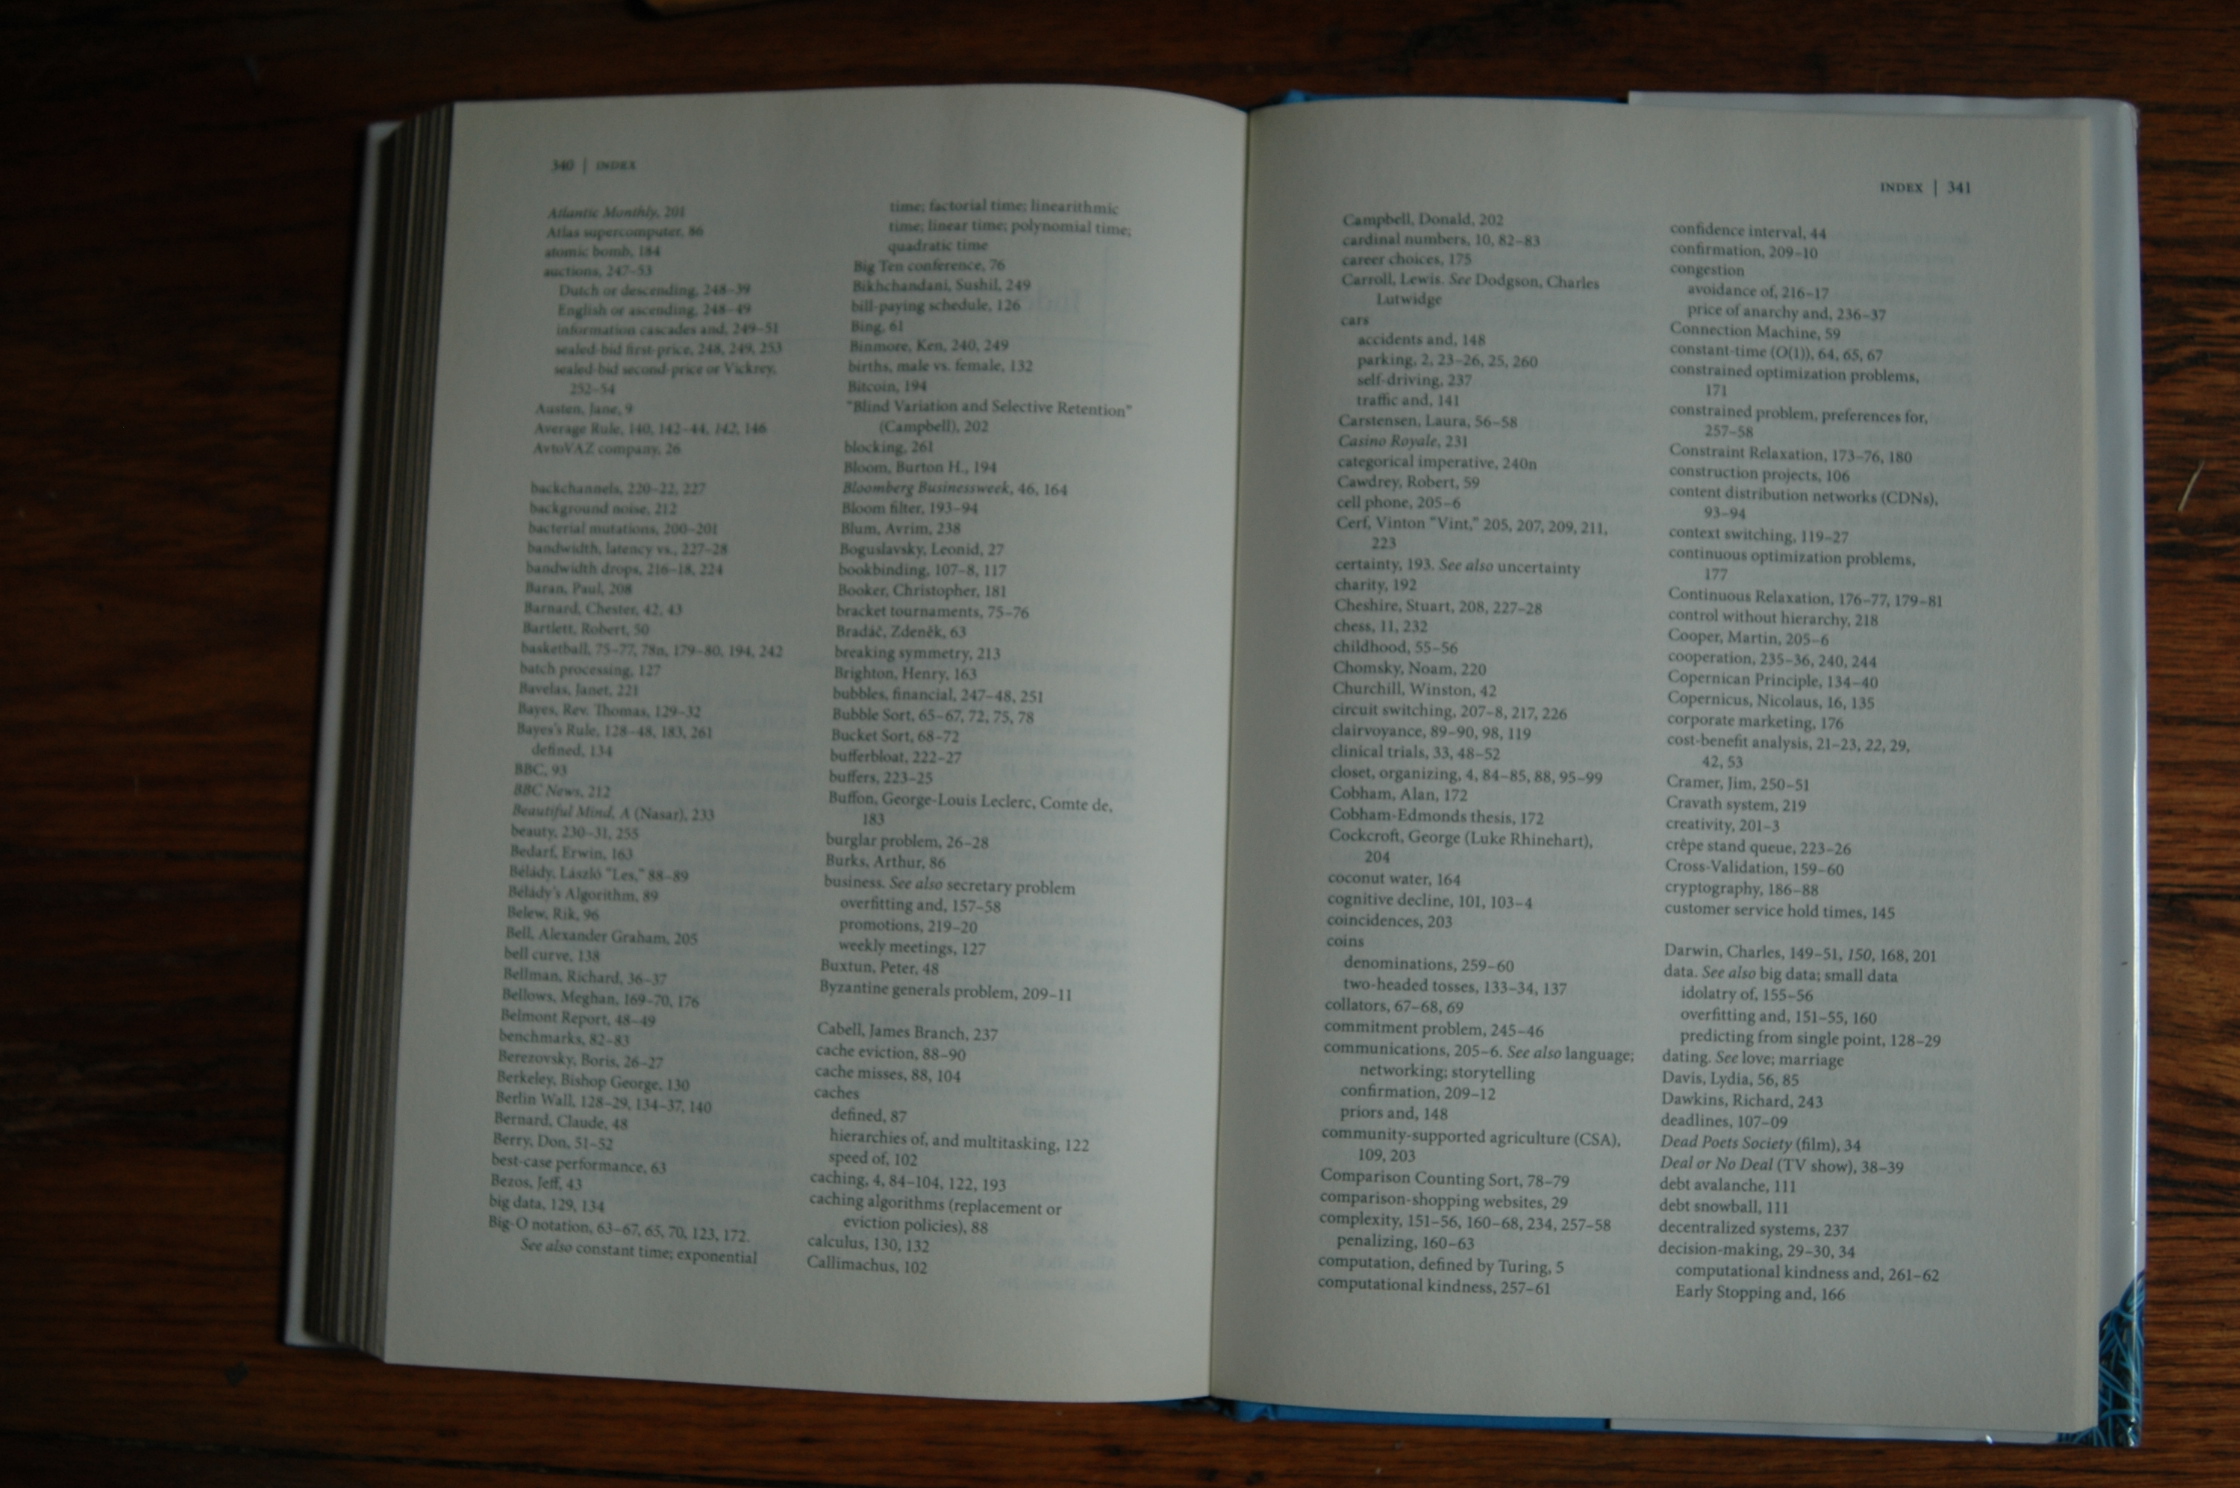 340 | INDEX
Atlantic Monthly, 201
Atlas supercomputer, 86
atomic bomb, 184
auctions, 247–53
Dutch or descending, 248–39
English or ascending, 248–49
information cascades and, 249–51
sealed-bid first-price, 248, 249, 253
sealed-bid second-price or Vickrey,
252–54
Austen, Jane, 9
Average Rule, 140, 142–44, 142, 146
AvtoVAZ company, 26
backchannels, 220–22, 227
background noise, 212
bacterial mutations, 200–201
bandwidth, latency vs., 227–28
bandwidth drops, 216–18, 224
Baran, Paul, 208
Barnard, Chester, 42, 43
Bartlett, Robert, 50
basketball, 75–77, 78n, 179–80, 194, 242
batch processing, 127
Bavelas, Janet, 221
Bayes, Rev. Thomas, 129–32
Bayes's Rule, 128–48, 183, 261
defined, 134
BBC, 93
BBC News, 212
Beautiful Mind, A (Nasar), 233
beauty, 230–31, 255
Bedarf, Erwin, 163
Bélády, László "Les," 88–89
Bélády's Algorithm, 89
Belew, Rik, 96
Bell, Alexander Graham, 205
bell curve, 138
Bellman, Richard, 36–37
Bellows, Meghan, 169–70, 176
Belmont Report, 48–49
benchmarks, 82–83
Berezovsky, Boris, 26–27
Berkeley, Bishop George, 130
Berlin Wall, 128–29, 134–37, 140
Bernard, Claude, 48
Berry, Don, 51–52
best-case performance, 63
Bezos, Jeff, 43
big data, 129, 134
Big-O notation, 63–67, 65, 70, 123, 172.
See also constant time; exponential
time; factorial time; linearithmic
time; linear time; polynomial time;
quadratic time
Big Ten conference, 76
Bikhchandani, Sushil, 249
bill-paying schedule, 126
Bing, 61
Binmore, Ken, 240, 249
births, male vs. female, 132
Bitcoin, 194
"Blind Variation and Selective Retention"
(Campbell), 202
blocking, 261
Bloom, Burton H., 194
Bloomberg Businessweek, 46, 164
Bloom filter, 193–94
Blum, Avrim, 238
Boguslavsky, Leonid, 27
bookbinding, 107–8, 117
Booker, Christopher, 181
bracket tournaments, 75–76
Bradáč, Zdeněk, 63
breaking symmetry, 213
Brighton, Henry, 163
bubbles, financial, 247–48, 251
Bubble Sort, 65–67, 72, 75, 78
Bucket Sort, 68–72
bufferbloat, 222–27
buffers, 223–25
Buffon, George-Louis Leclerc, Comte de,
183
burglar problem, 26–28
Burks, Arthur, 86
business. See also secretary problem
overfitting and, 157–58
promotions, 219–20
weekly meetings, 127
Buxtun, Peter, 48
Byzantine generals problem, 209–11
Cabell, James Branch, 237
cache eviction, 88–90
cache misses, 88, 104
caches
defined, 87
hierarchies of, and multitasking, 122
speed of, 102
caching, 4, 84–104, 122, 193
caching algorithms (replacement or
eviction policies), 88
calculus, 130, 132
Callimachus, 102
INDEX | 341
Campbell, Donald, 202
cardinal numbers, 10, 82–83
career choices, 175
Carroll, Lewis. See Dodgson, Charles
Lutwidge
cars
accidents and, 148
parking, 2, 23–26, 25, 260
self-driving, 237
traffic and, 141
Carstensen, Laura, 56–58
Casino Royale, 231
categorical imperative, 240n
Cawdrey, Robert, 59
cell phone, 205–6
Cerf, Vinton "Vint," 205, 207, 209, 211,
223
certainty, 193. See also uncertainty
charity, 192
Cheshire, Stuart, 208, 227–28
chess, 11, 232
childhood, 55–56
Chomsky, Noam, 220
Churchill, Winston, 42
circuit switching, 207–8, 217, 226
clairvoyance, 89–90, 98, 119
clinical trials, 33, 48–52
closet, organizing, 4, 84–85, 88, 95–99
Cobham, Alan, 172
Cobham-Edmonds thesis, 172
Cockcroft, George (Luke Rhinehart),
204
coconut water, 164
cognitive decline, 101, 103–4
coincidences, 203
coins
denominations, 259–60
two-headed tosses, 133–34, 137
collators, 67–68, 69
commitment problem, 245–46
communications, 205–6. See also language;
networking; storytelling
confirmation, 209–12
priors and, 148
community-supported agriculture (CSA),
109, 203
Comparison Counting Sort, 78–79
comparison-shopping websites, 29
complexity, 151–56, 160–68, 234, 257–58
penalizing, 160–63
computation, defined by Turing, 5
computational kindness, 257–61
confidence interval, 44
confirmation, 209–10
congestion
avoidance of, 216–17
price of anarchy and, 236–37
Connection Machine, 59
constant-time (O(1)), 64, 65, 67
constrained optimization problems,
171
constrained problem, preferences for,
257–58
Constraint Relaxation, 173–76, 180
construction projects, 106
content distribution networks (CDNs),
93–94
context switching, 119–27
continuous optimization problems,
177
Continuous Relaxation, 176–77, 179–81
control without hierarchy, 218
Cooper, Martin, 205–6
cooperation, 235–36, 240, 244
Copernican Principle, 134–40
Copernicus, Nicolaus, 16, 135
corporate marketing, 176
cost-benefit analysis, 21–23, 22, 29,
42, 53
Cramer, Jim, 250–51
Cravath system, 219
creativity, 201–3
crêpe stand queue, 223–26
Cross-Validation, 159–60
cryptography, 186–88
customer service hold times, 145
Darwin, Charles, 149–51, 150, 168, 201
data. See also big data; small data
idolatry of, 155–56
overfitting and, 151–55, 160
predicting from single point, 128–29
dating. See love; marriage
Davis, Lydia, 56, 85
Dawkins, Richard, 243
deadlines, 107–09
Dead Poets Society (film), 34
Deal or No Deal (TV show), 38–39
debt avalanche, 111
debt snowball, 111
decentralized systems, 237
decision-making, 29–30, 34
computational kindness and, 261–62
Early Stopping and, 166